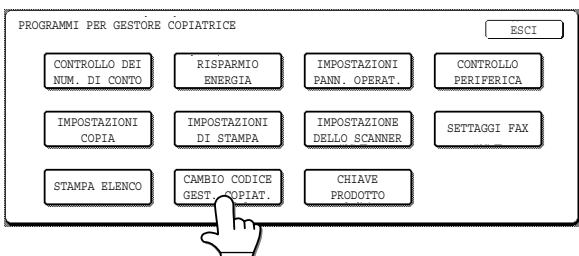 PROGRAMMI PER GESTORE COPIATRICE
ESCI
CONTROLLO DEI
NUM. DI CONTO
RISPARMIO
ENERGIA
IMPOSTAZIONI
PANN. OPERAT.
CONTROLLO
PERIFERICA
IMPOSTAZIONI
COPIA
IMPOSTAZIONI
DI STAMPA
IMPOSTAZIONE
DELLO SCANNER
SETTAGGI FAX
STAMPA ELENCO
CAMBIO CODICE
GEST. COPIAT.
CHIAVE
PRODOTTO